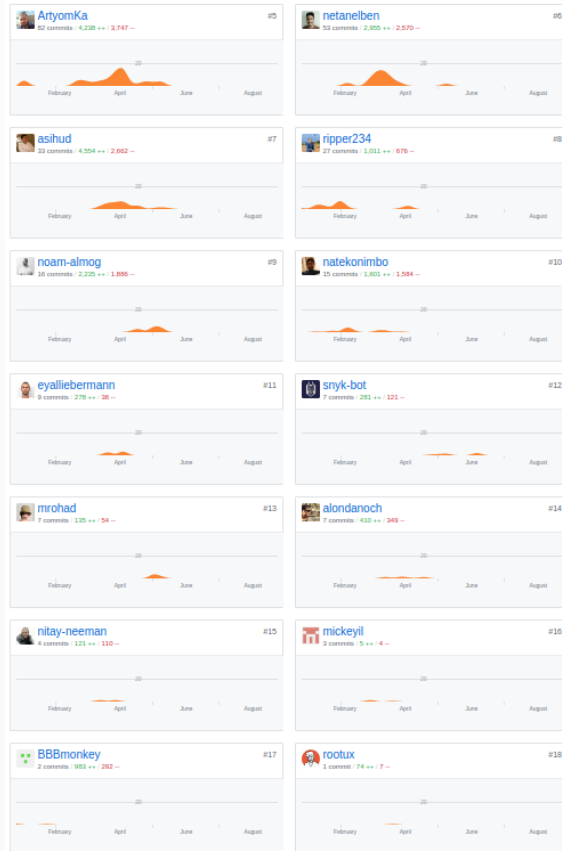 ArtyomKa #5
62 commits / 4,238 ++ / 3,747 --
20
February April June August
netanelben #6
53 commits / 2,955 ++ / 2,570 --
20
February April June August
asihud #7
33 commits / 4,554 ++ / 2,662 --
20
February April June August
ripper234 #8
27 commits / 1,011 ++ / 676 --
20
February April June August
noam-almog #9
16 commits / 2,235 ++ / 1,886 --
20
February April June August
natekonimbo #10
15 commits / 1,601 ++ / 1,584 --
20
February April June August
eyalliebermann #11
9 commits / 278 ++ / 36 --
20
February April June August
snyk-bot #12
7 commits / 281 ++ / 121 --
20
February April June August
mrohad #13
7 commits / 135 ++ / 54 --
20
February April June August
alondanoch #14
7 commits / 410 ++ / 349 --
20
February April June August
nitay-neeman #15
4 commits / 121 ++ / 110 --
20
February April June August
mickeyil #16
3 commits / 5 ++ / 4 --
20
February April June August
BBBmonkey #17
2 commits / 983 ++ / 292 --
20
February April June August
rootux #18
1 commit / 74 ++ / 7 --
20
February April June August